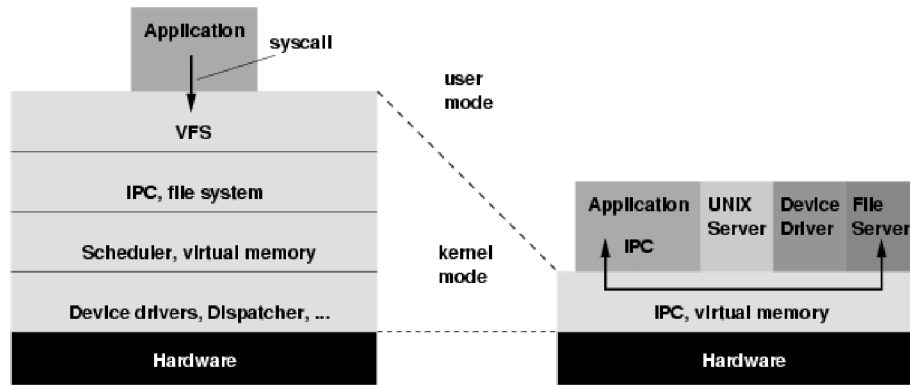 Application
syscall
VFS
IPC, file system
Scheduler, virtual memory
Device drivers, Dispatcher, ...
Hardware
user
mode
kernel
mode
Application
IPC
UNIX
Server
Device
Driver
File
Server
IPC, virtual memory
Hardware